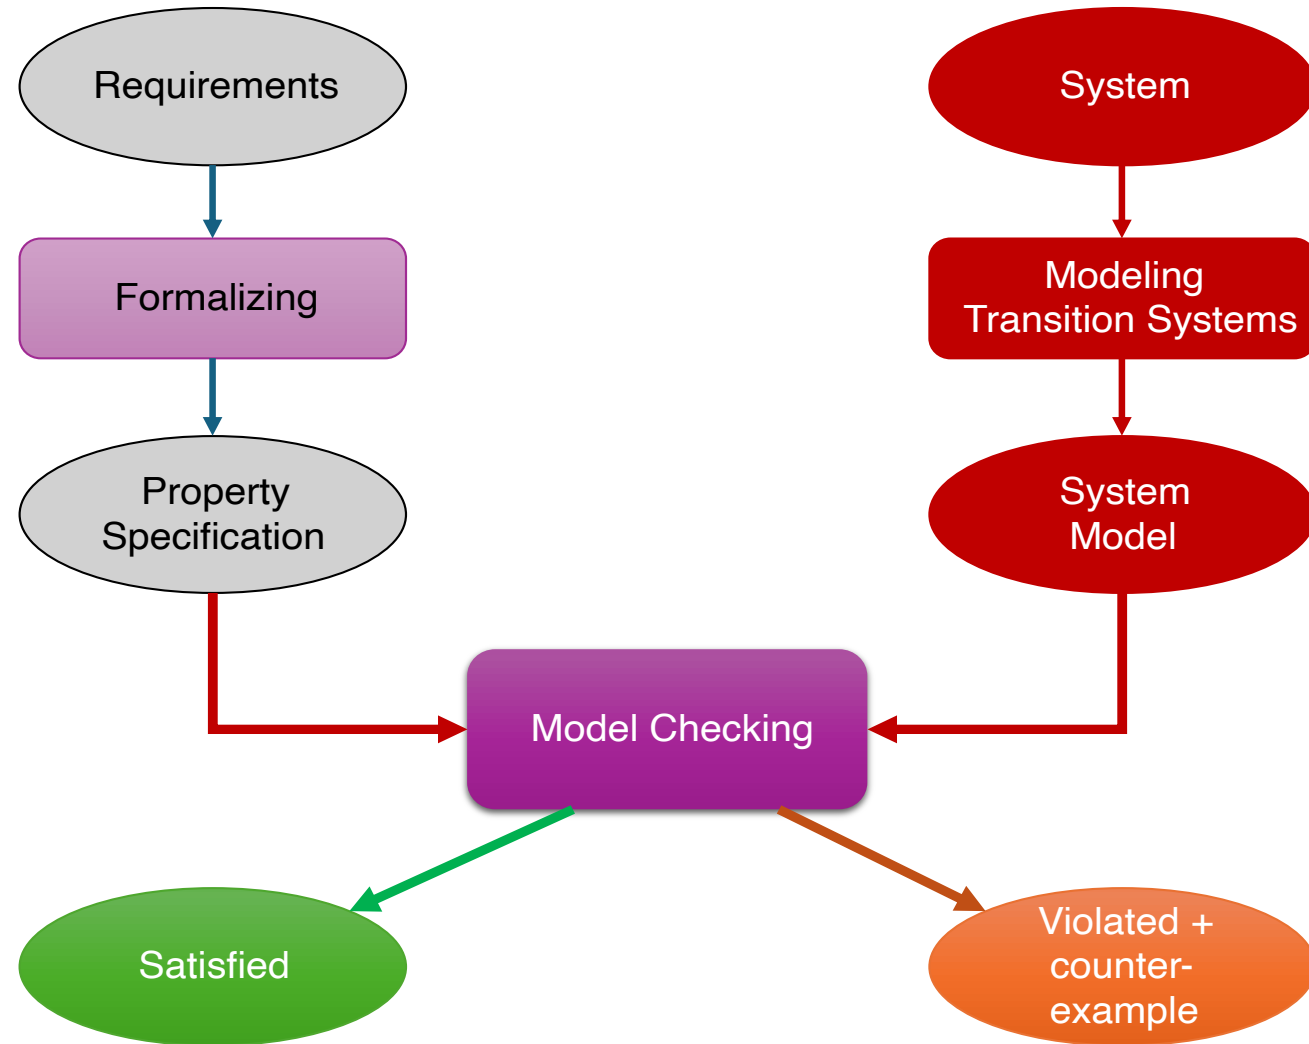 Requirements
System
Formalizing
Modeling
Transition Systems
Property
Specification
System
Model
Model Checking
Satisfied
Violated +
counter-
example